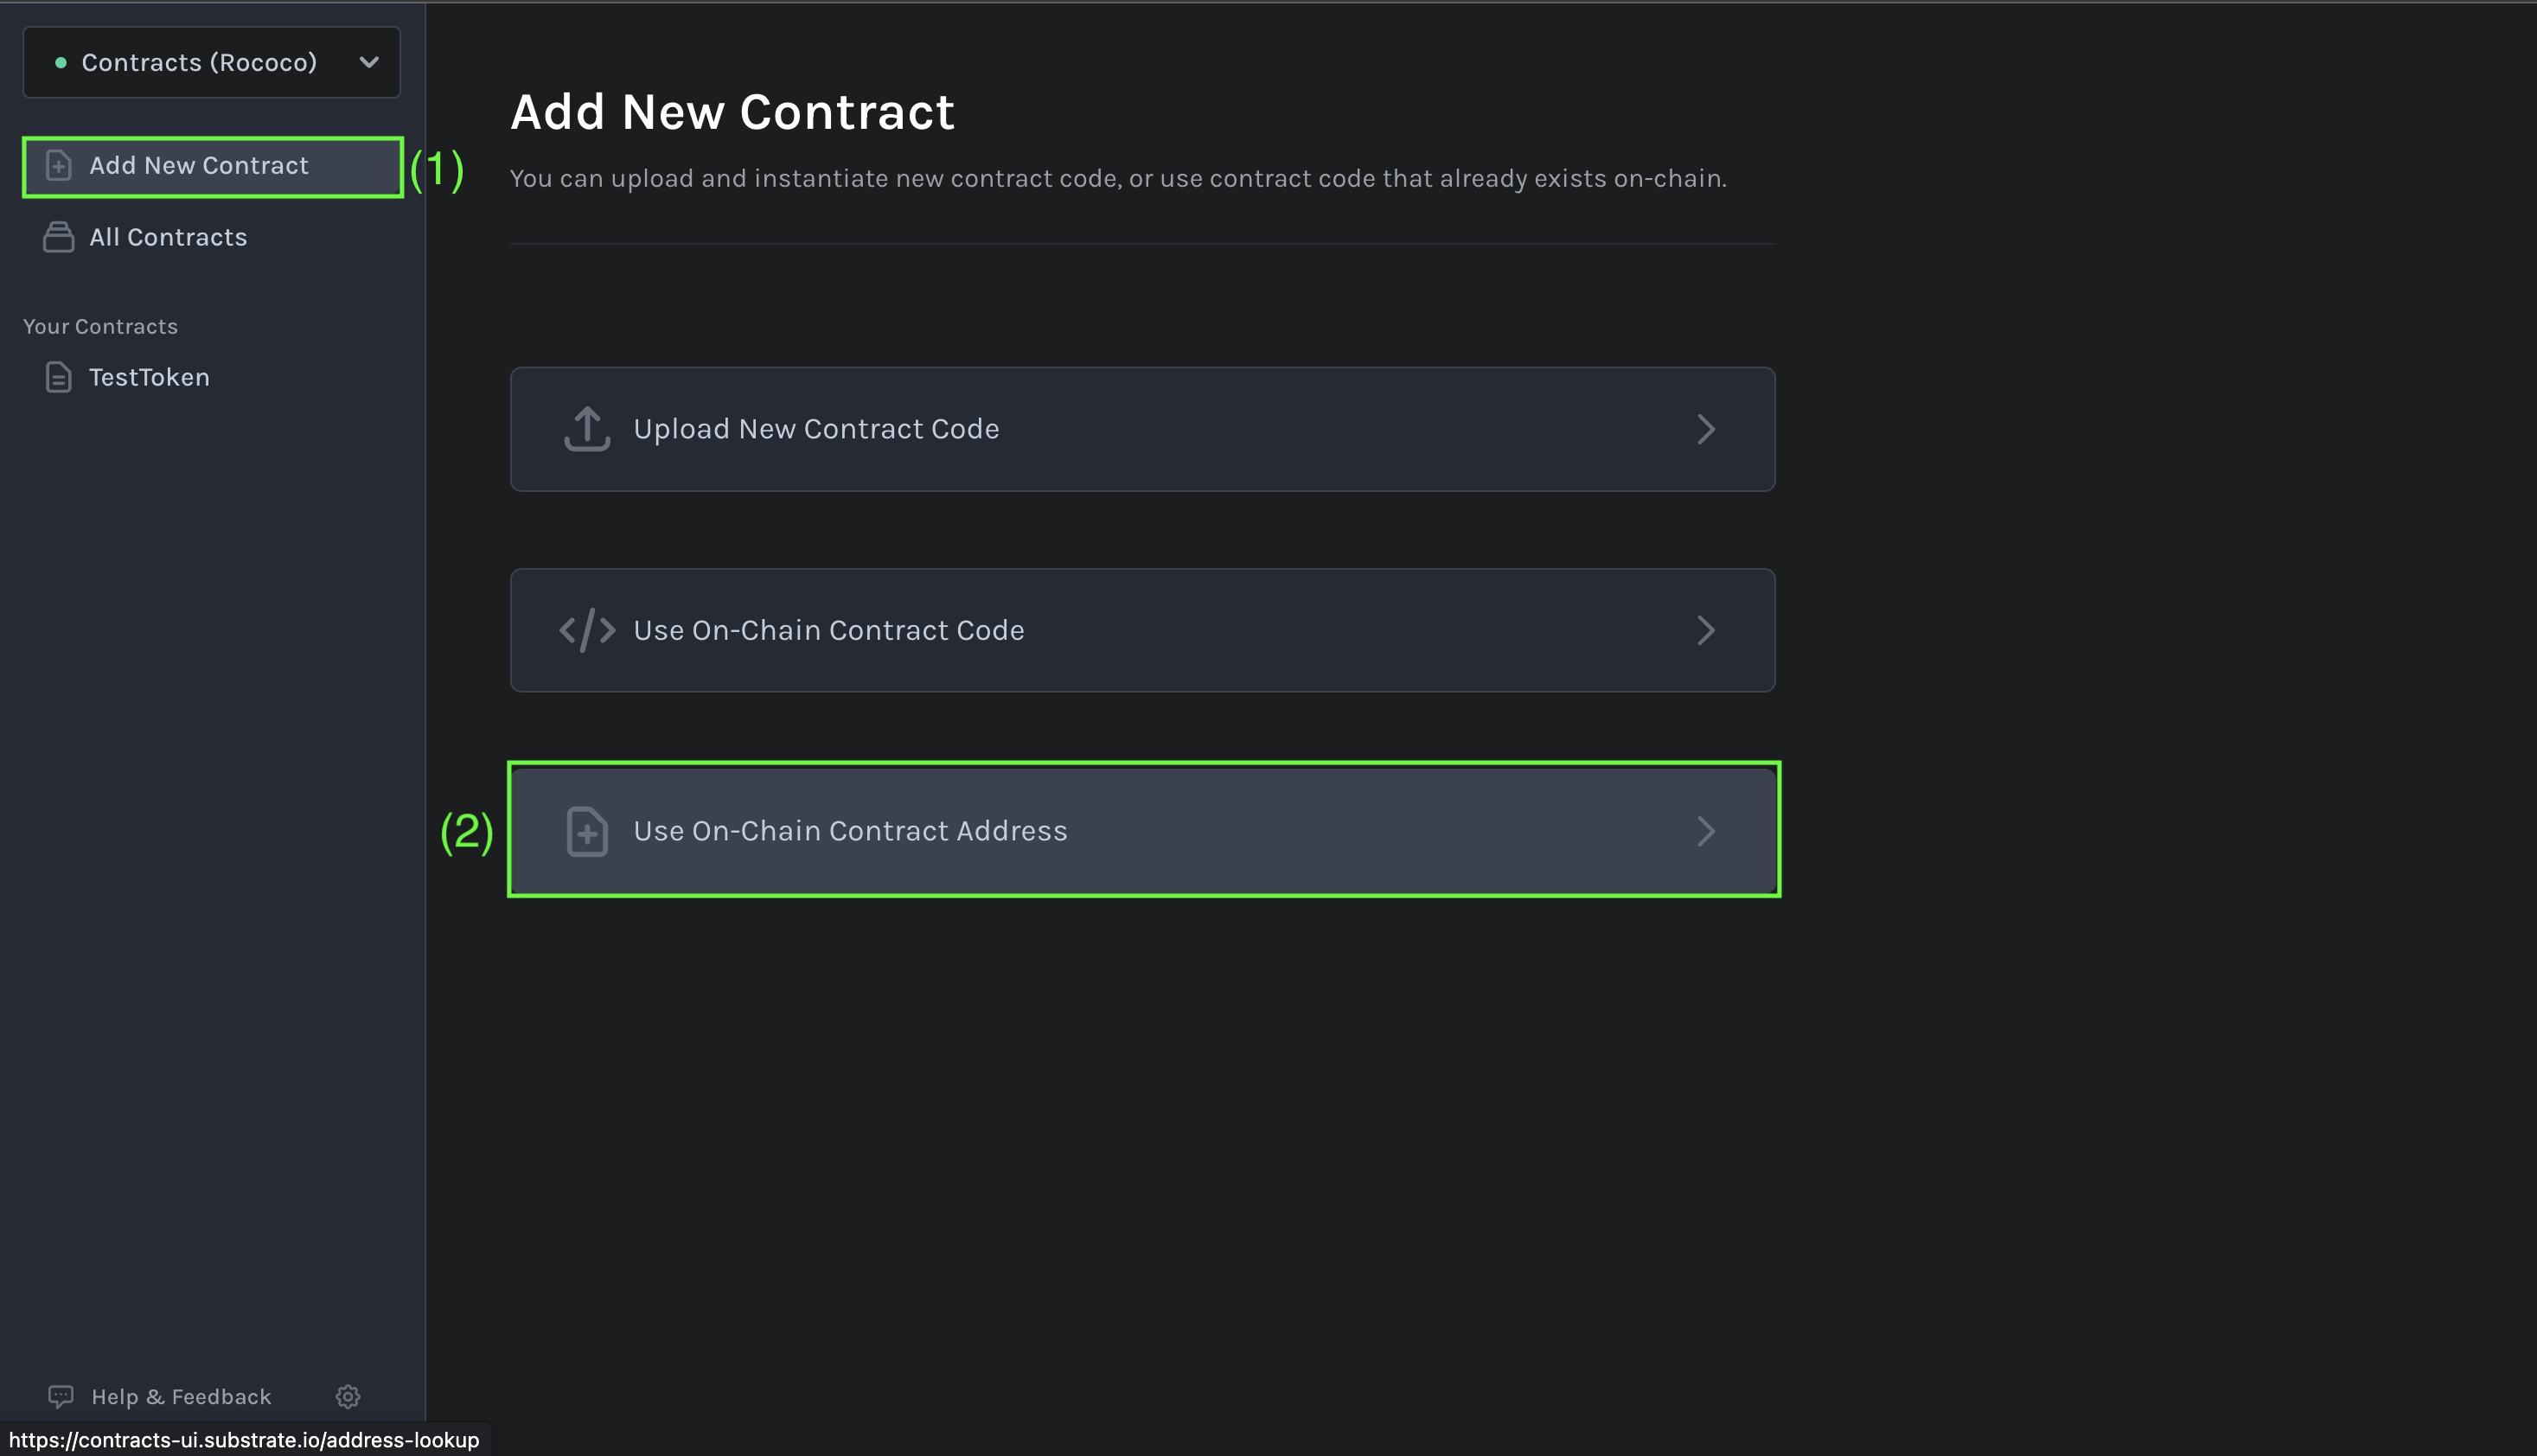 Contracts (Rococo)
Add New Contract
(1)
All Contracts
Your Contracts
TestToken
Add New Contract
You can upload and instantiate new contract code, or use contract code that already exists on-chain.
Upload New Contract Code
Use On-Chain Contract Code
(2)
Use On-Chain Contract Address
Help & Feedback
https://contracts-ui.substrate.io/address-lookup